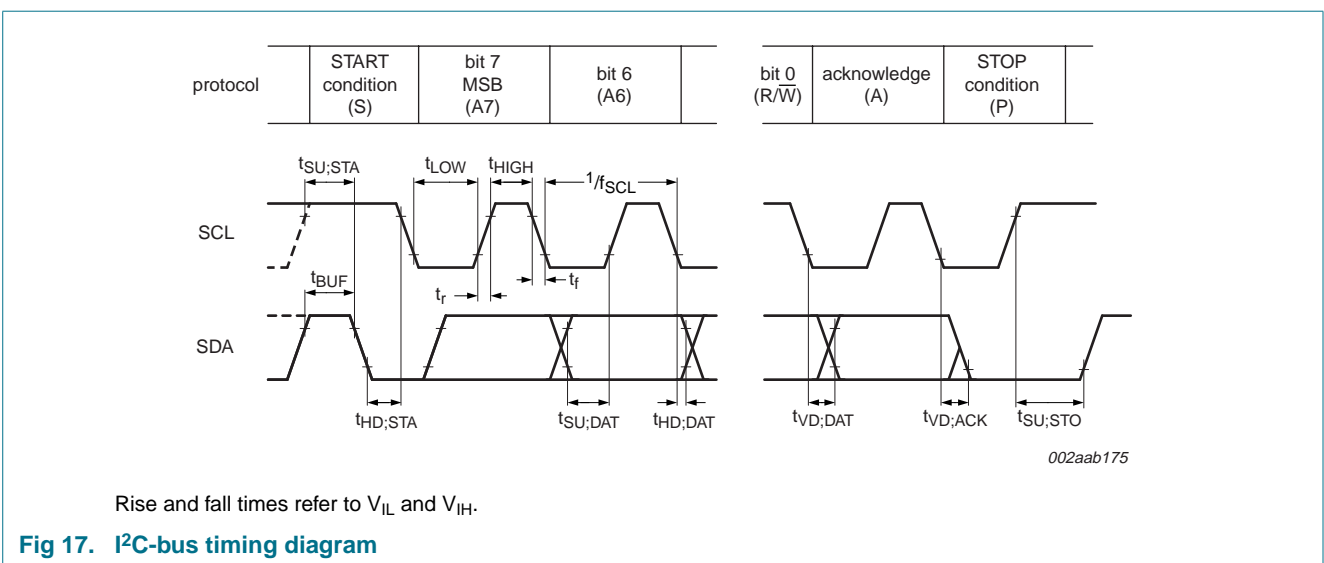 protocol
START
condition
(S)
bit 7
MSB
(A7)
bit 6
(A6)
bit 0
(R/W̅)
acknowledge
(A)
STOP
condition
(P)
tSU;STA
tLOW
tHIGH
1/fSCL
SCL
tBUF
tr
tf
SDA
tHD;STA
tSU;DAT
tHD;DAT
tVD;DAT
tVD;ACK
tSU;STO
002aab175
Rise and fall times refer to VIL and VIH.
Fig 17. I²C-bus timing diagram